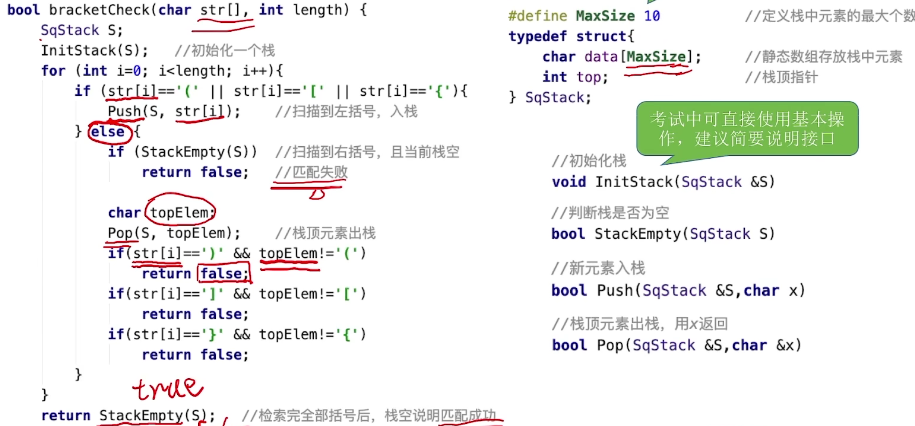 bool bracketCheck(char str[], int length) {
SqStack S;
InitStack(S); //初始化一个栈
for (int i=0; i<length; i++){
if (str[i]=='(' || str[i]=='[' || str[i]=='{'){
Push(S, str[i]); //扫描到左括号，入栈
} else {
if (StackEmpty(S)) //扫描到右括号，且当前栈空
return false; //匹配失败
char topElem;
Pop(S, topElem); //栈顶元素出栈
if(str[i]==')' && topElem!='(')
return false;
if(str[i]==']' && topElem!='[')
return false;
if(str[i]=='}' && topElem!='{')
return false;
}
}
true
return StackEmpty(S); //检索完全部括号后，栈空说明匹配成功
#define MaxSize 10 //定义栈中元素的最大个数
typedef struct{
char data[MaxSize]; //静态数组存放栈中元素
int top; //栈顶指针
} SqStack;
考试中可直接使用基本操
作，建议简要说明接口
//初始化栈
void InitStack(SqStack &S)
//判断栈是否为空
bool StackEmpty(SqStack S)
//新元素入栈
bool Push(SqStack &S,char x)
//栈顶元素出栈，用x返回
bool Pop(SqStack &S,char &x)